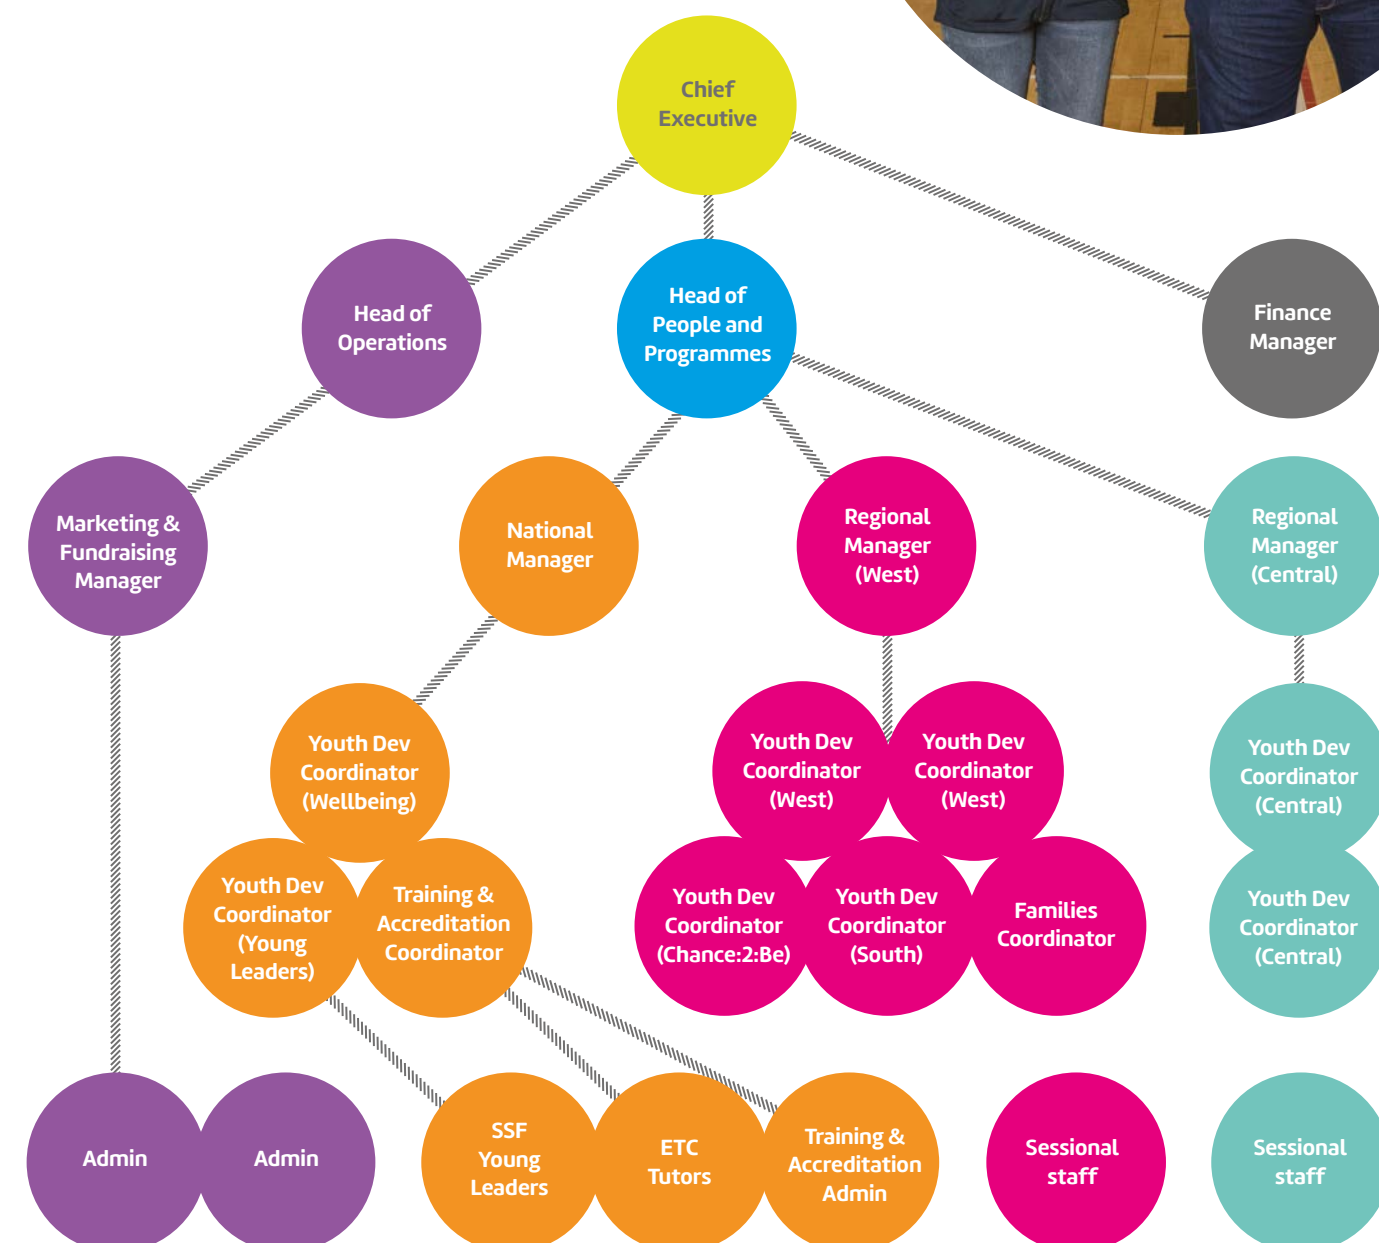 Chief
Executive
Head of
Operations
Head of
People and
Programmes
Finance
Manager
Marketing &
Fundraising
Manager
National
Manager
Regional
Manager
(West)
Regional
Manager
(Central)
Youth Dev
Coordinator
(Wellbeing)
Youth Dev
Coordinator
(West)
Youth Dev
Coordinator
(West)
Youth Dev
Coordinator
(Central)
Youth Dev
Coordinator
(Young
Leaders)
Training &
Accreditation
Coordinator
Youth Dev
Coordinator
(Chance:2:Be)
Youth Dev
Coordinator
(South)
Families
Coordinator
Youth Dev
Coordinator
(Central)
Admin
Admin
SSF
Young
Leaders
ETC
Tutors
Training &
Accreditation
Admin
Sessional
staff
Sessional
staff